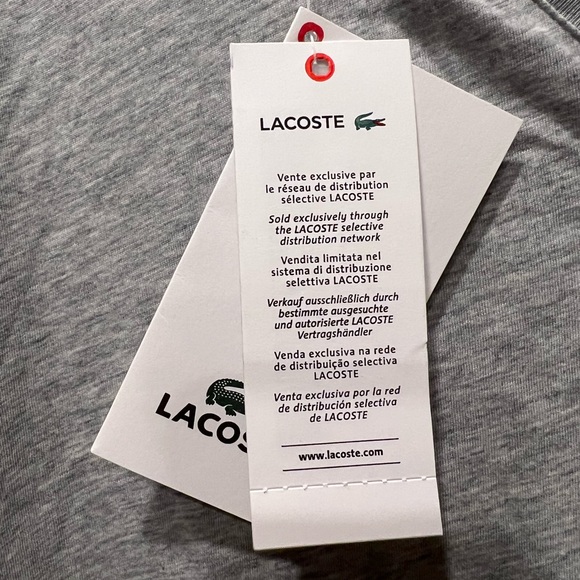 LACOSTE
Vente exclusive par
le réseau de distribution
sélective LACOSTE
Sold exclusively through
the LACOSTE selective
distribution network
Vendita limitata nel
sistema di distribuzione
selettiva LACOSTE
Verkauf ausschließlich durch
bestimmte ausgesuchte
und autorisierte LACOSTE
Vertragshändler
Venda exclusiva na rede
de distribuição selectiva
LACOSTE
Venta exclusiva por la red
de distribución selectiva
de LACOSTE
www.lacoste.com
LACOS